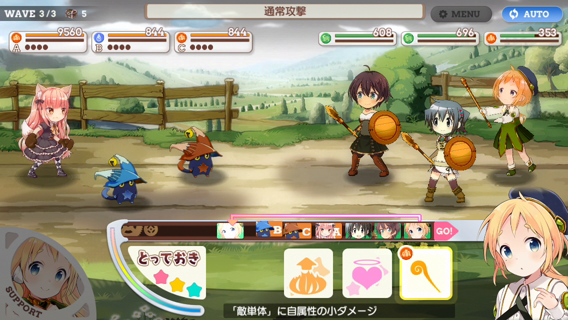 WAVE 3/3 5
通常攻撃
MENU
AUTO
9560 844 844 608 696 353
A B C
B C A GO!
とっておき
SUPPORT
「敵単体」に自属性の小ダメージ